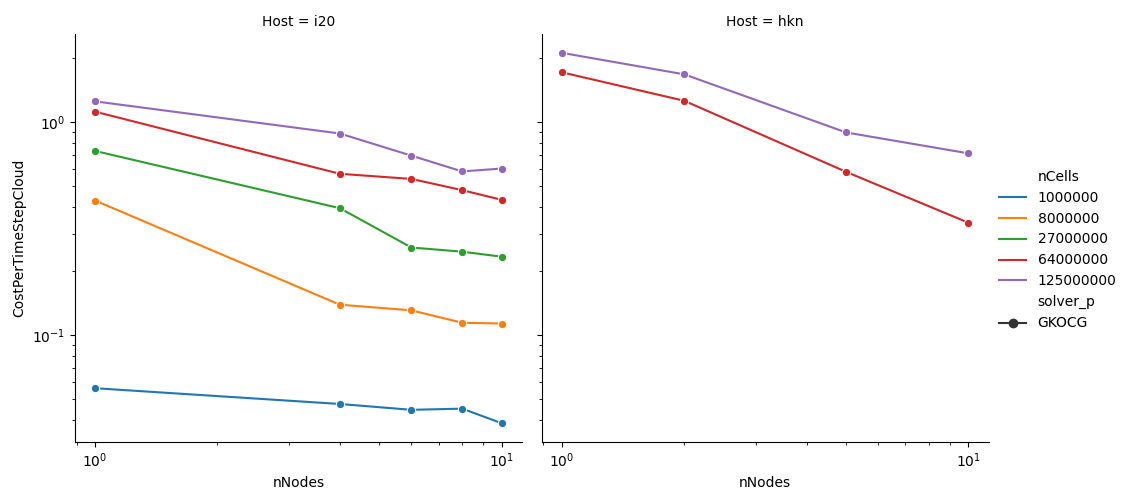 Host = i20
Host = hkn
CostPerTimeStepCloud
10⁰
10⁻¹
10⁰
10¹
nNodes
10⁰
10¹
nNodes
nCells
1000000
8000000
27000000
64000000
125000000
solver_p
GKOCG